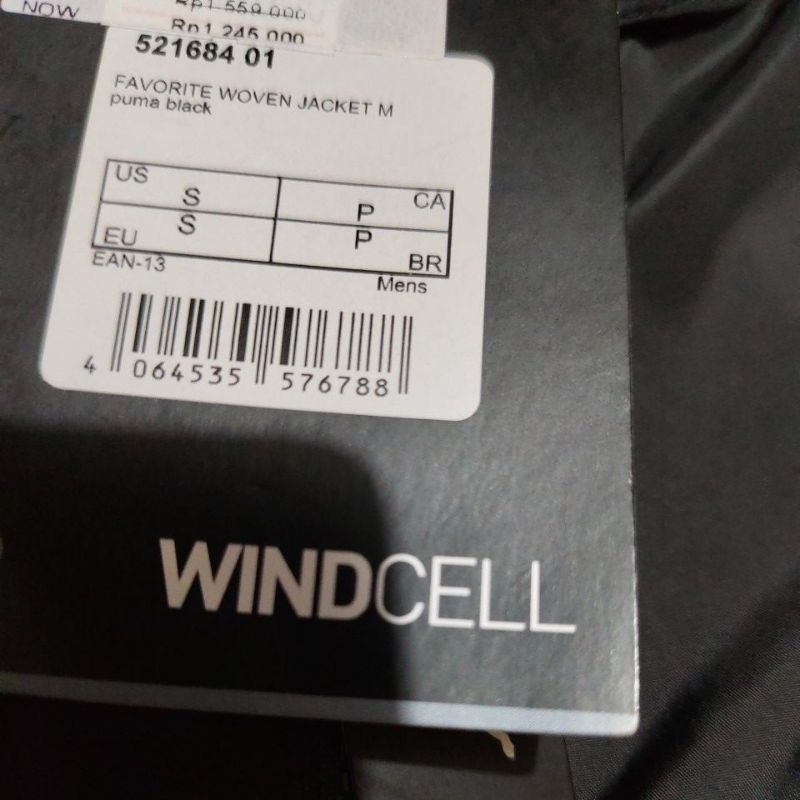 NOW
Rp1.559.000
Rp1.245.000
521684 01
FAVORITE WOVEN JACKET M
puma black
US S P CA
EU S P BR
EAN-13
Mens
4 064535 576788
WINDCELL